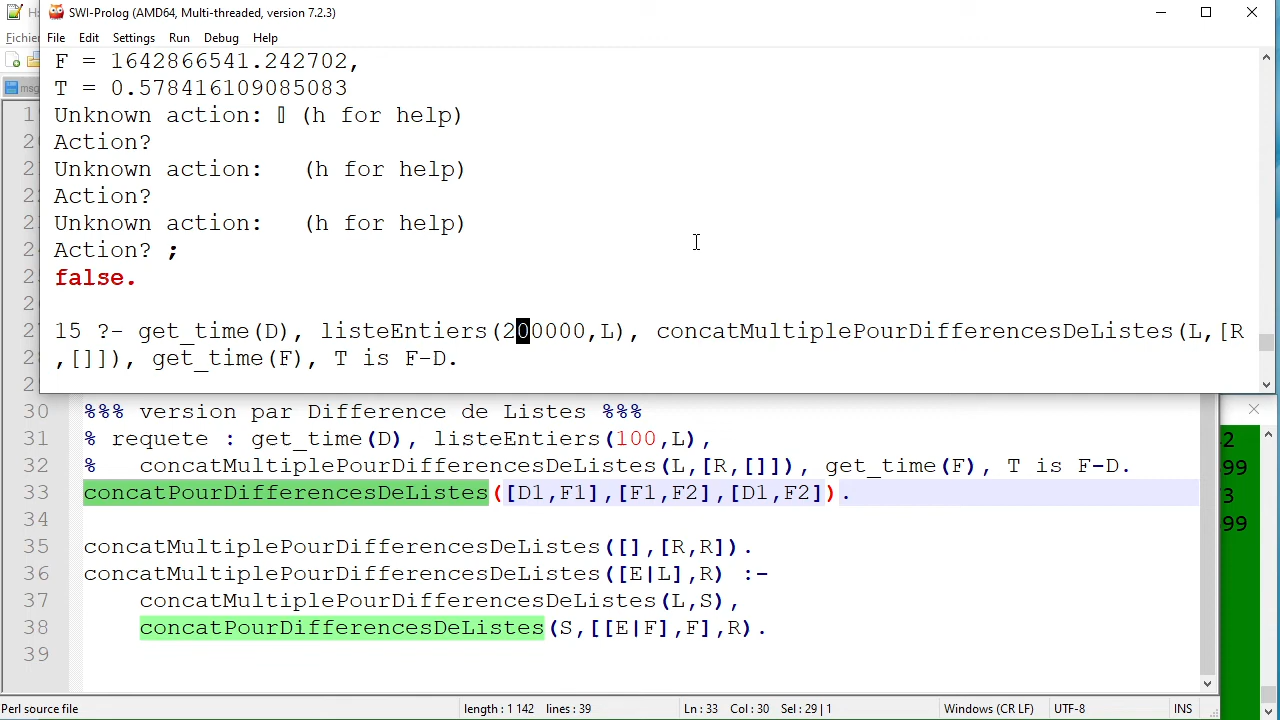 SWI-Prolog (AMD64, Multi-threaded, version 7.2.3)
File Edit Settings Run Debug Help
F = 1642866541.242702,
T = 0.578416109085083
Unknown action: (h for help)
Action?
Unknown action: (h for help)
Action?
Unknown action: (h for help)
Action? ;
false.
15 ?- get_time(D), listeEntiers(200000,L), concatMultiplePourDifferencesDeListes(L,[R
,[]]), get_time(F), T is F-D.
30 %%% version par Difference de Listes %%%
31 % requete : get_time(D), listeEntiers(100,L),
32 % concatMultiplePourDifferencesDeListes(L,[R,[]]), get_time(F), T is F-D.
33 concatPourDifferencesDeListes([D1,F1],[F1,F2],[D1,F2]).
34
35 concatMultiplePourDifferencesDeListes([],[R,R]).
36 concatMultiplePourDifferencesDeListes([E|L],R) :-
37 concatMultiplePourDifferencesDeListes(L,S),
38 concatPourDifferencesDeListes(S,[[E|F],F],R).
39
Perl source file length : 1 142 lines : 39 Ln : 33 Col : 30 Sel : 29 | 1 Windows (CR LF) UTF-8 INS